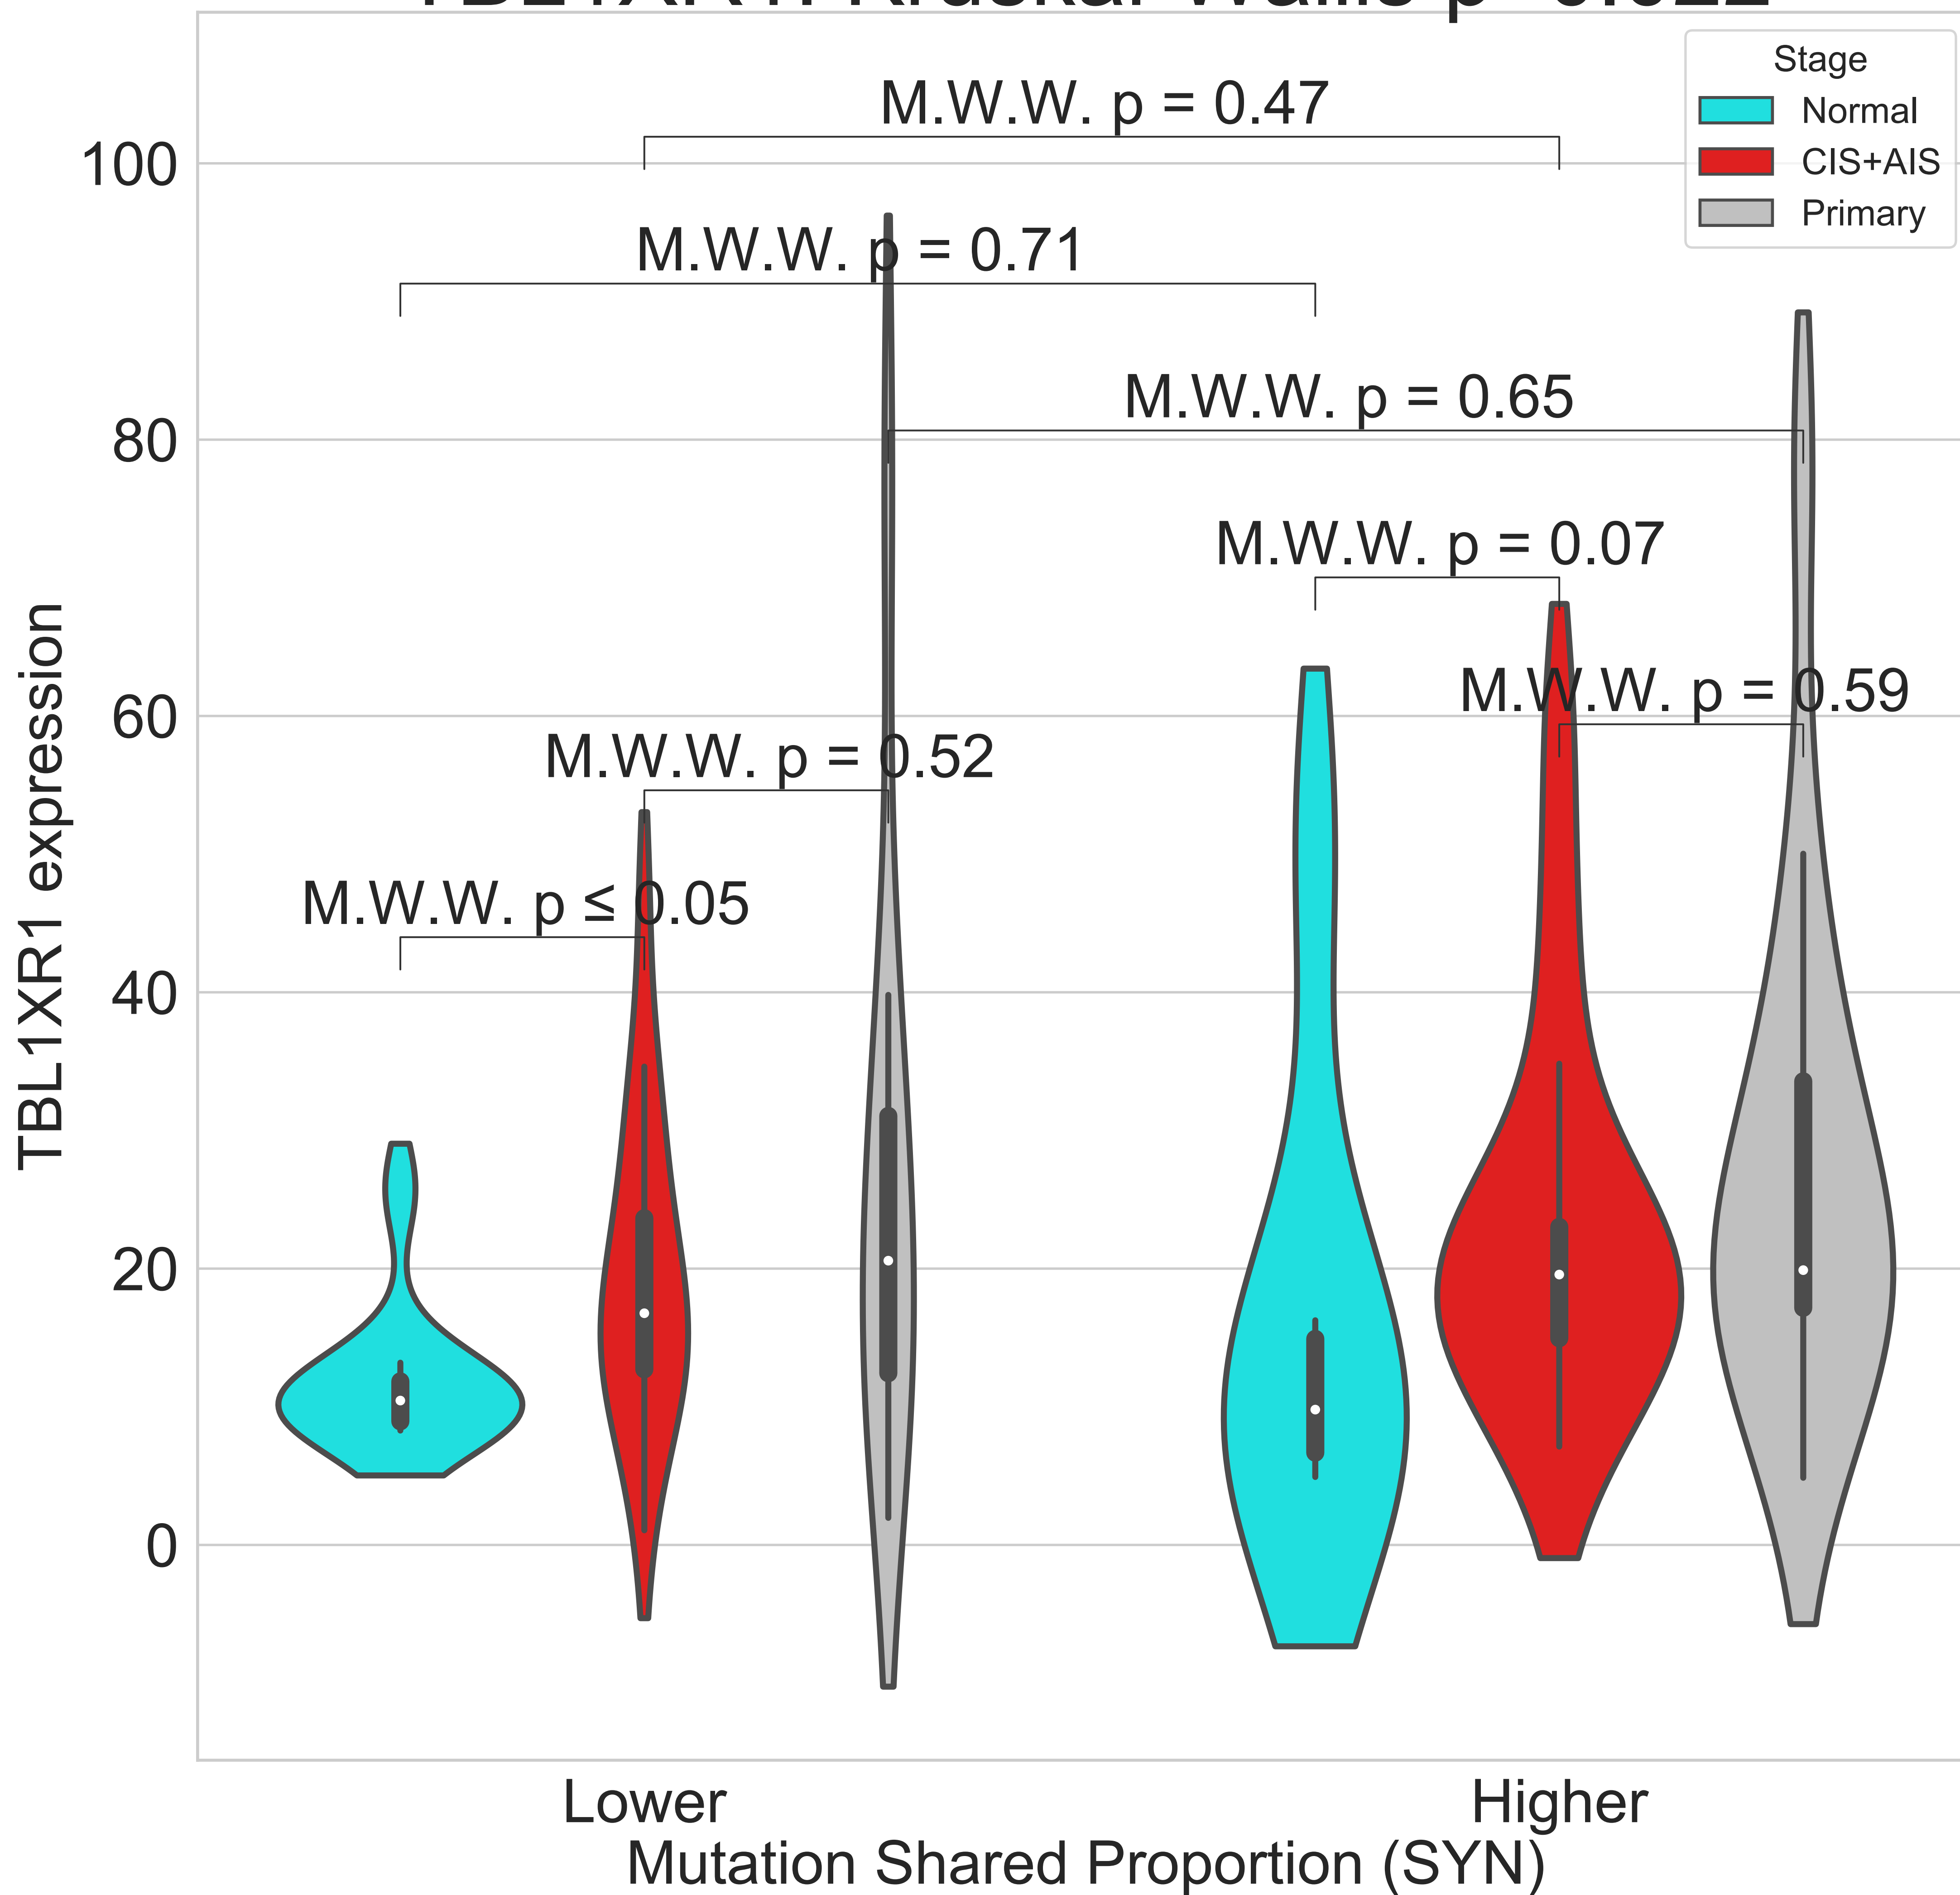 Stage
Normal
CIS+AIS
Primary
M.W.W. p = 0.47
M.W.W. p = 0.71
M.W.W. p = 0.65
M.W.W. p = 0.07
M.W.W. p = 0.59
M.W.W. p = 0.52
M.W.W. p ≤ 0.05
100
80
60
40
20
0
TBL1XR1 expression
Lower
Higher
Mutation Shared Proportion (SYN)